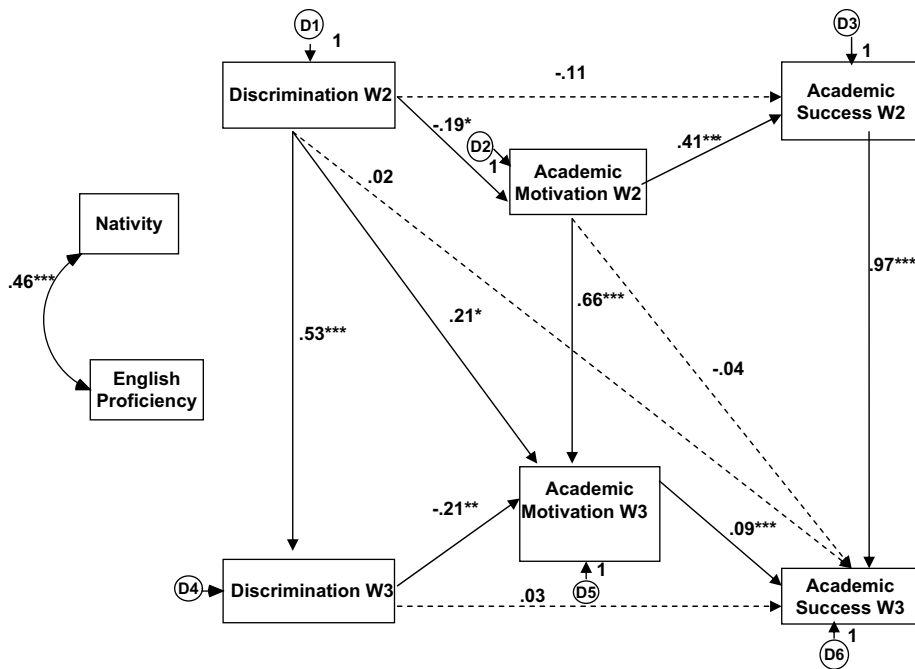 D1
1
D3
1
Discrimination W2
-.11
Academic
Success W2
-.19*
D2
1
.41***
Academic
Motivation W2
.02
Nativity
.46***
.53***
.21*
.66***
.97***
-.04
English
Proficiency
Academic
Motivation W3
-.21**
.09***
D4
Discrimination W3
.03
1
D5
Academic
Success W3
1
D6